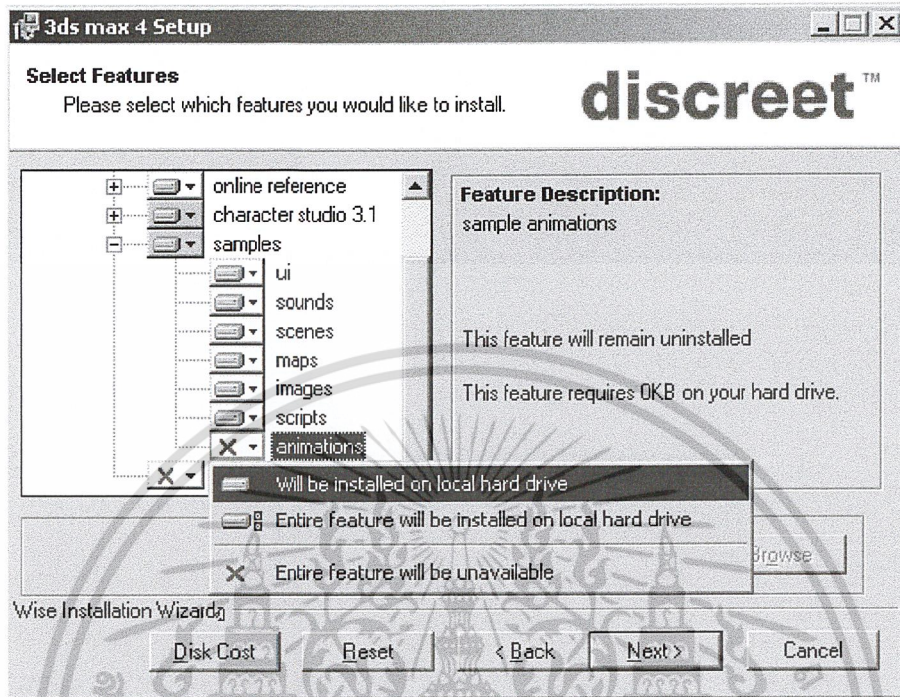 3ds max 4 Setup
Select Features
Please select which features you would like to install.
discreet™
online reference
character studio 3.1
samples
ui
sounds
scenes
maps
images
scripts
animations
Feature Description:
sample animations
This feature will remain uninstalled
This feature requires 0KB on your hard drive.
Will be installed on local hard drive
Entire feature will be installed on local hard drive
Entire feature will be unavailable
Browse
Wise Installation Wizard
Disk Cost
Reset
< Back
Next >
Cancel